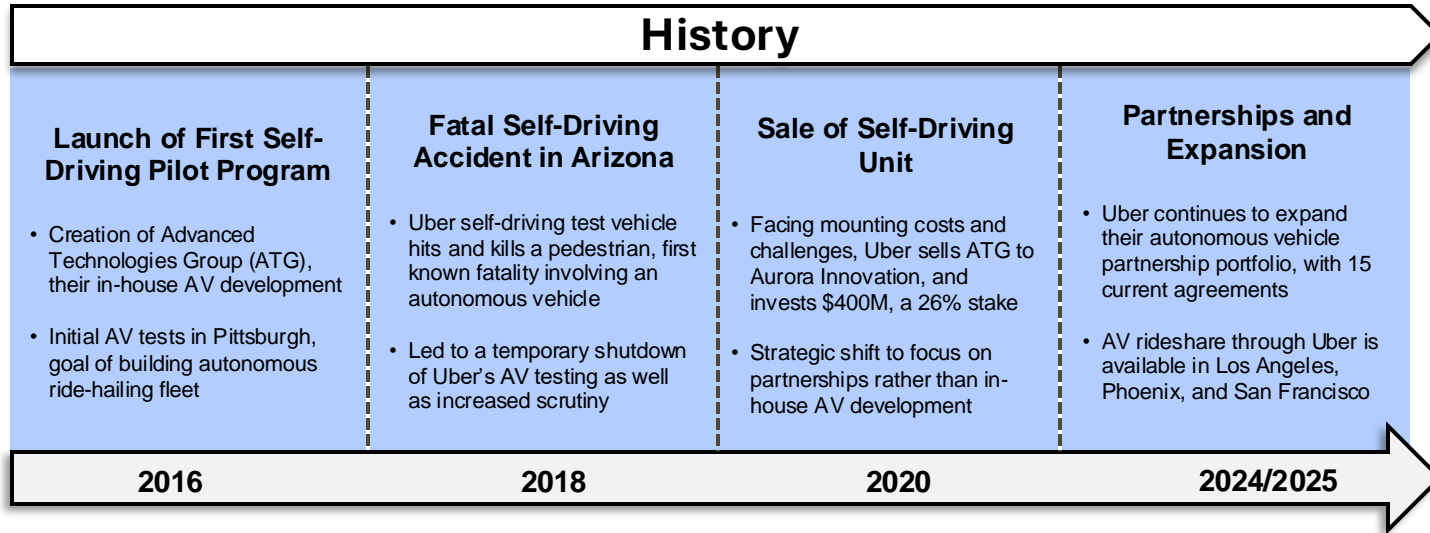 History
Launch of First Self-
Driving Pilot Program
• Creation of Advanced
Technologies Group (ATG),
their in-house AV development
• Initial AV tests in Pittsburgh,
goal of building autonomous
ride-hailing fleet
Fatal Self-Driving
Accident in Arizona
• Uber self-driving test vehicle
hits and kills a pedestrian, first
known fatality involving an
autonomous vehicle
• Led to a temporary shutdown
of Uber's AV testing as well
as increased scrutiny
Sale of Self-Driving
Unit
• Facing mounting costs and
challenges, Uber sells ATG to
Aurora Innovation, and
invests $400M, a 26% stake
• Strategic shift to focus on
partnerships rather than in-
house AV development
Partnerships and
Expansion
• Uber continues to expand
their autonomous vehicle
partnership portfolio, with 15
current agreements
• AV rideshare through Uber is
available in Los Angeles,
Phoenix, and San Francisco
2016
2018
2020
2024/2025